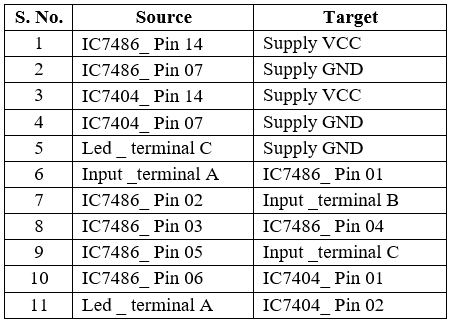 S. No. Source Target
1 IC7486_ Pin 14 Supply VCC
2 IC7486_ Pin 07 Supply GND
3 IC7404_ Pin 14 Supply VCC
4 IC7404_ Pin 07 Supply GND
5 Led _ terminal C Supply GND
6 Input _terminal A IC7486_ Pin 01
7 IC7486_ Pin 02 Input _terminal B
8 IC7486_ Pin 03 IC7486_ Pin 04
9 IC7486_ Pin 05 Input _terminal C
10 IC7486_ Pin 06 IC7404_ Pin 01
11 Led _ terminal A IC7404_ Pin 02